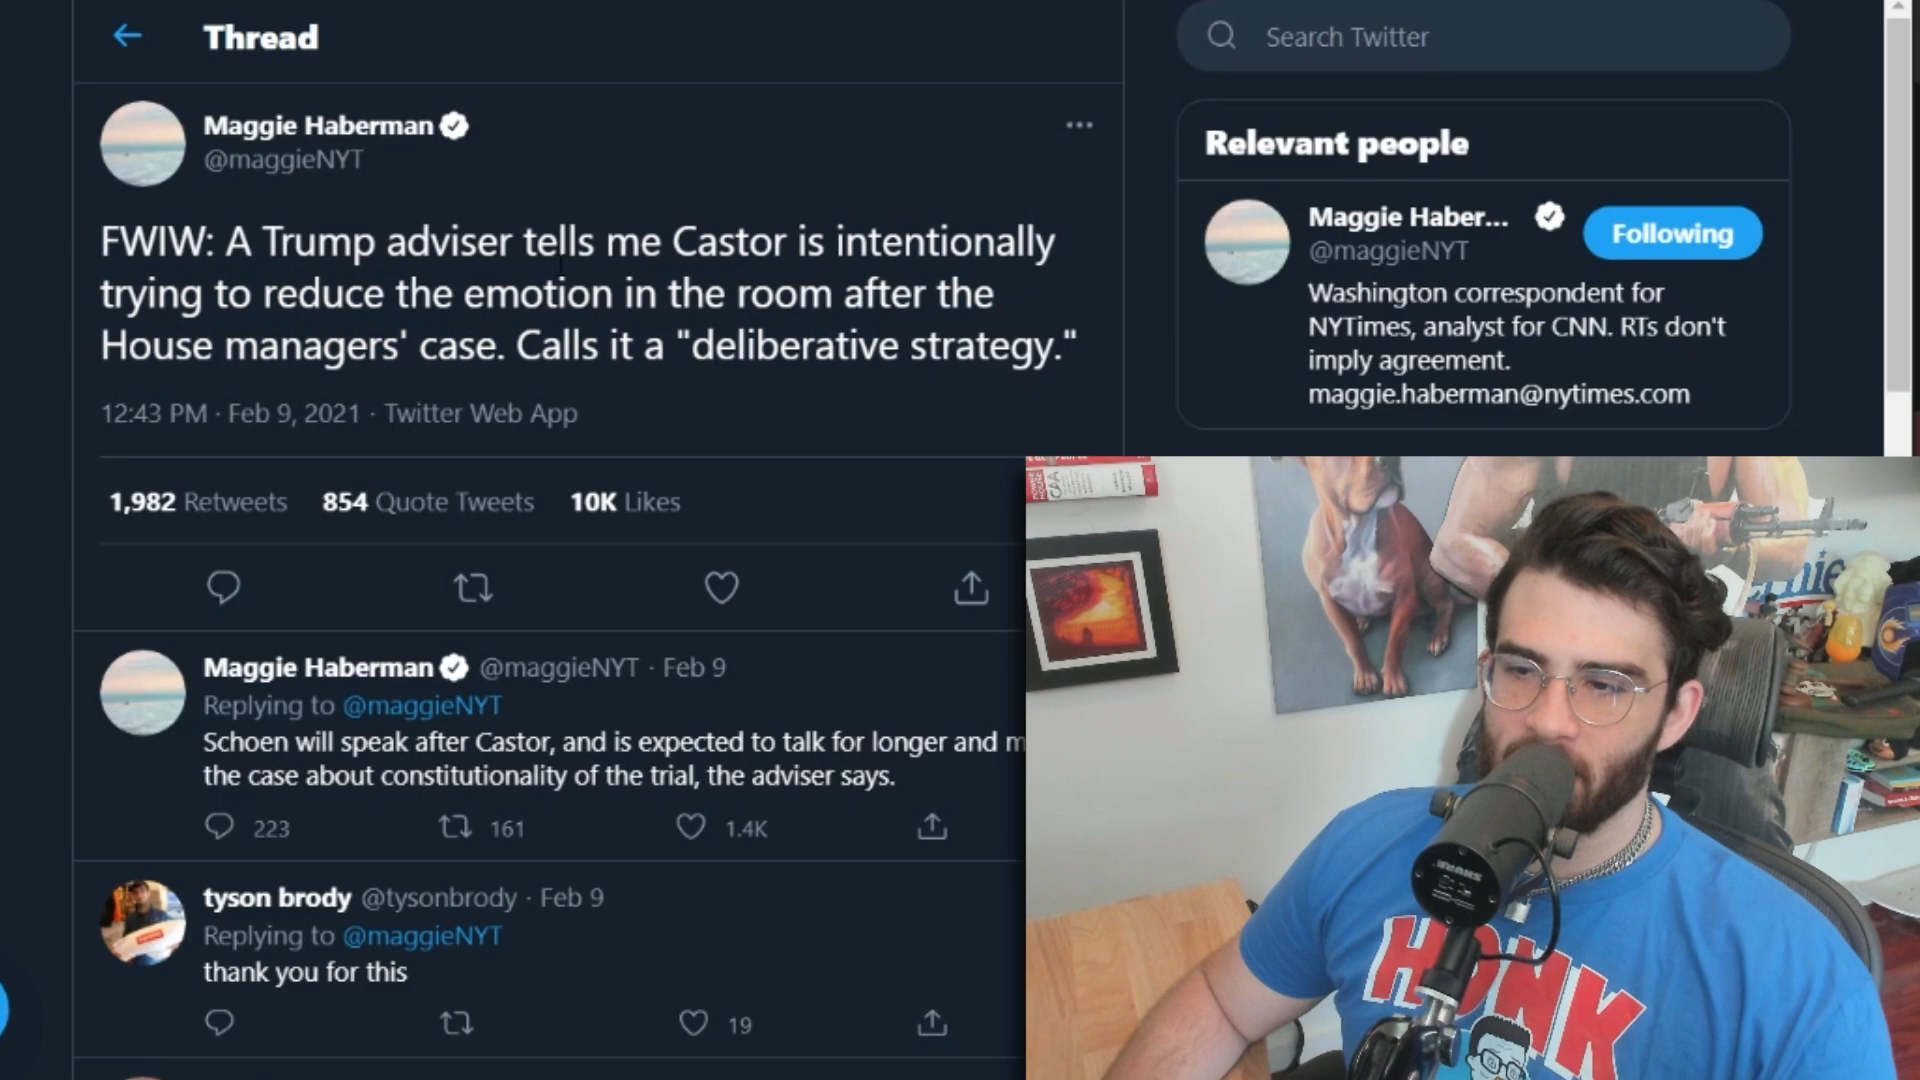 Thread
Search Twitter
Maggie Haberman
@maggieNYT
FWIW: A Trump adviser tells me Castor is intentionally
trying to reduce the emotion in the room after the
House managers' case. Calls it a "deliberative strategy."
12:43 PM · Feb 9, 2021 · Twitter Web App
1,982 Retweets 854 Quote Tweets 10K Likes
Relevant people
Maggie Haber...
@maggieNYT
Following
Washington correspondent for
NYTimes, analyst for CNN. RTs don't
imply agreement.
maggie.haberman@nytimes.com
Maggie Haberman @maggieNYT · Feb 9
Replying to @maggieNYT
Schoen will speak after Castor, and is expected to talk for longer and m
the case about constitutionality of the trial, the adviser says.
223 161 1.4K
tyson brody @tysonbrody · Feb 9
Replying to @maggieNYT
thank you for this
19
CAA
HONK